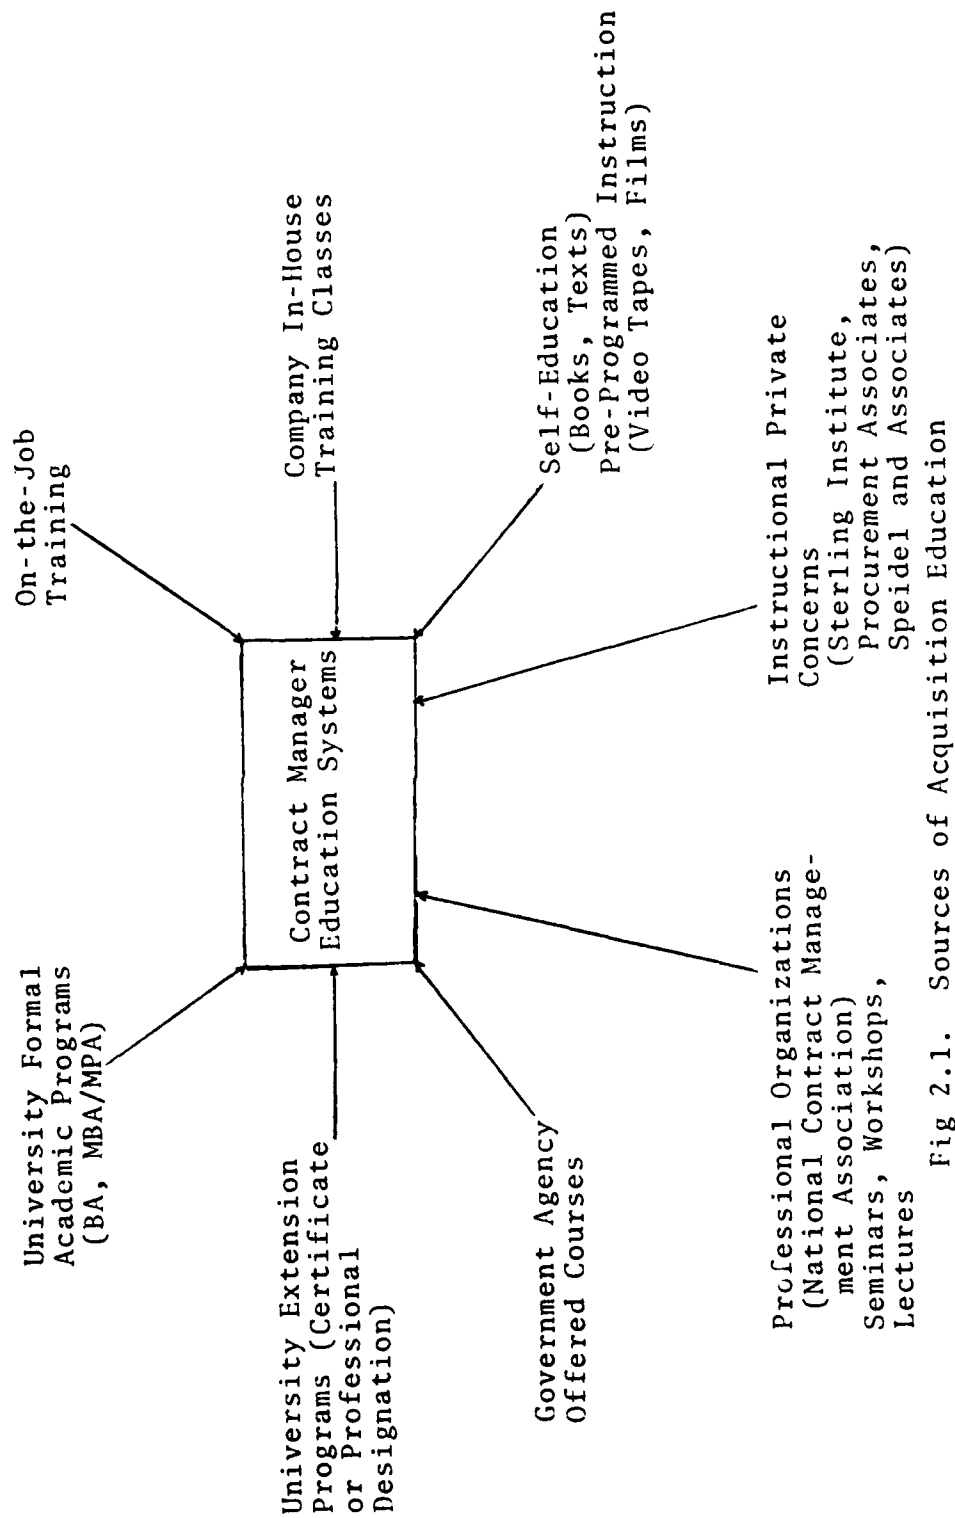 University Formal
Academic Programs
(BA, MBA/MPA)
On-the-Job
Training
University Extension
Programs (Certificate
or Professional
Designation)
Contract Manager
Education Systems
Company In-House
Training Classes
Government Agency
Offered Courses
Self-Education
(Books, Texts)
Pre-Programmed Instruction
(Video Tapes, Films)
Professional Organizations
(National Contract Manage-
ment Association)
Seminars, Workshops,
Lectures
Instructional Private
Concerns
(Sterling Institute,
Procurement Associates,
Speidel and Associates)
Fig 2.1. Sources of Acquisition Education